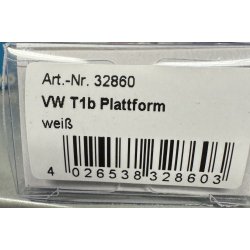 Art.-Nr. 32860
VW T1b Plattform
weiß
4 026538 328603